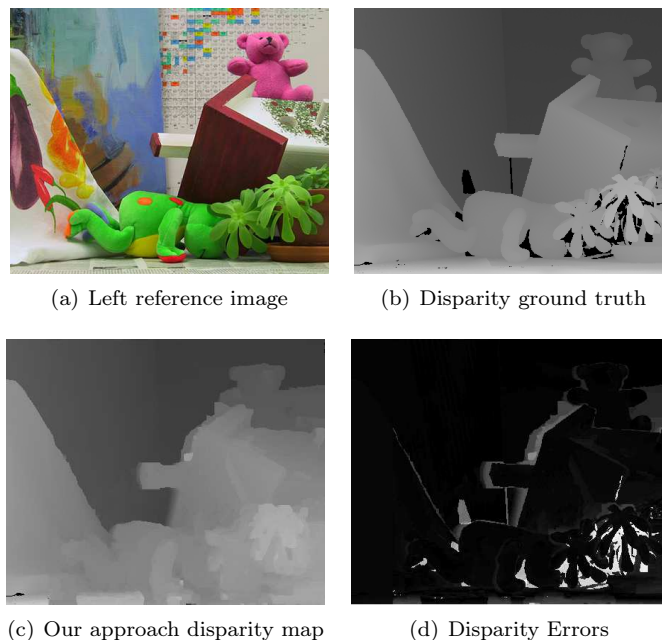 (a) Left reference image
(b) Disparity ground truth
(c) Our approach disparity map
(d) Disparity Errors